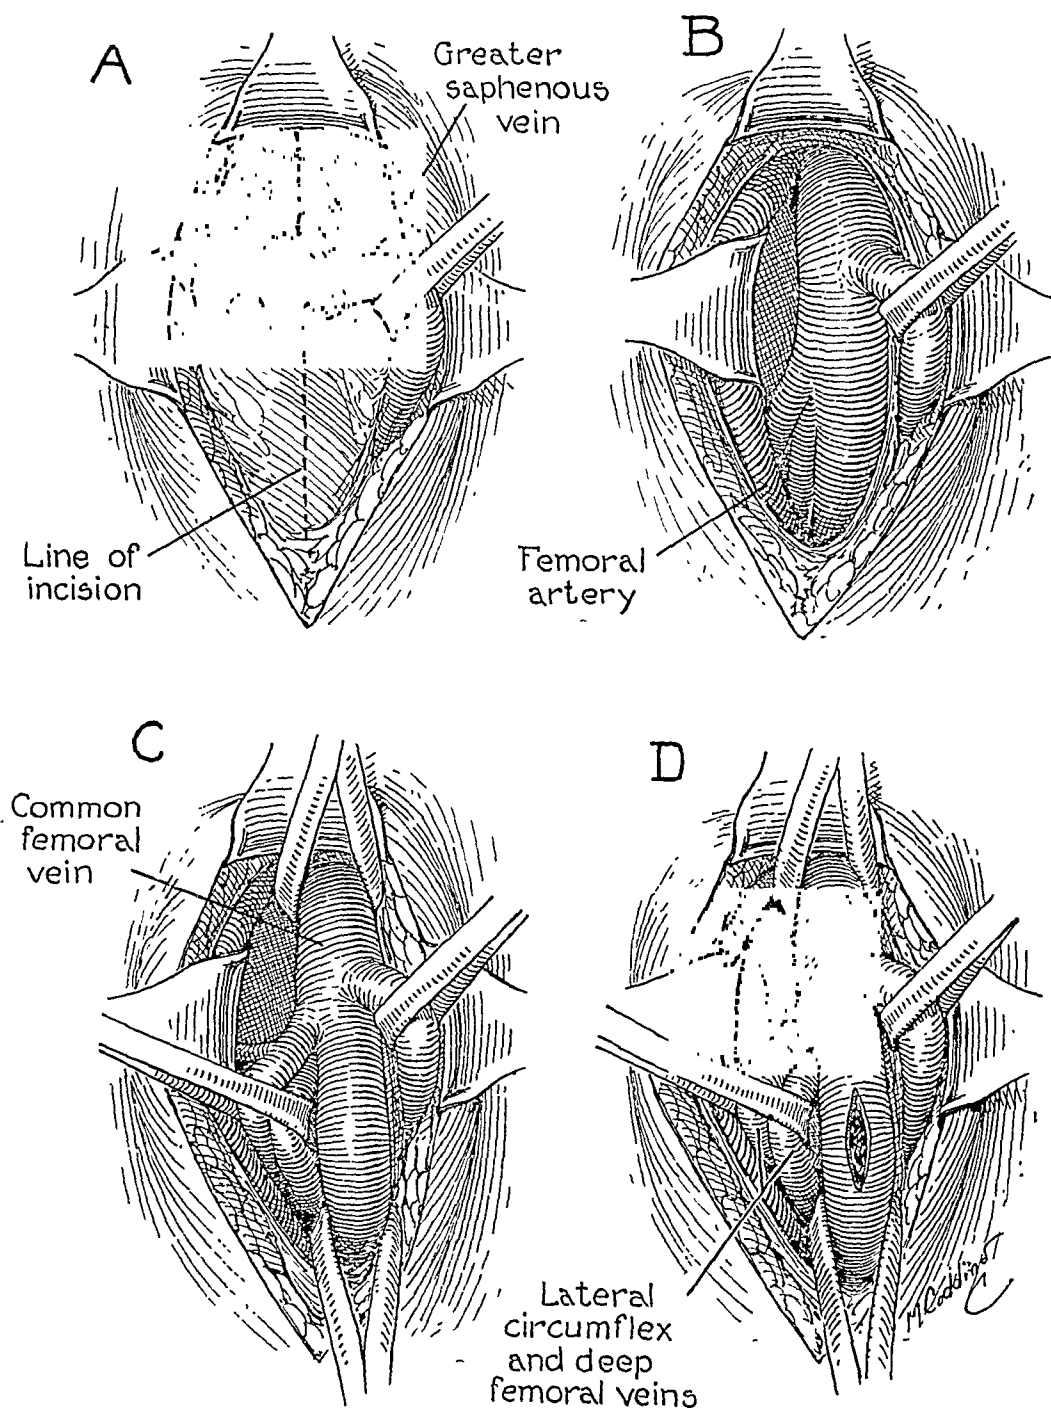 A
Greater
saphenous
vein
B
Line of
incision
Femoral
artery
C
Common
femoral
vein
D
Lateral
circumflex
and deep
femoral veins